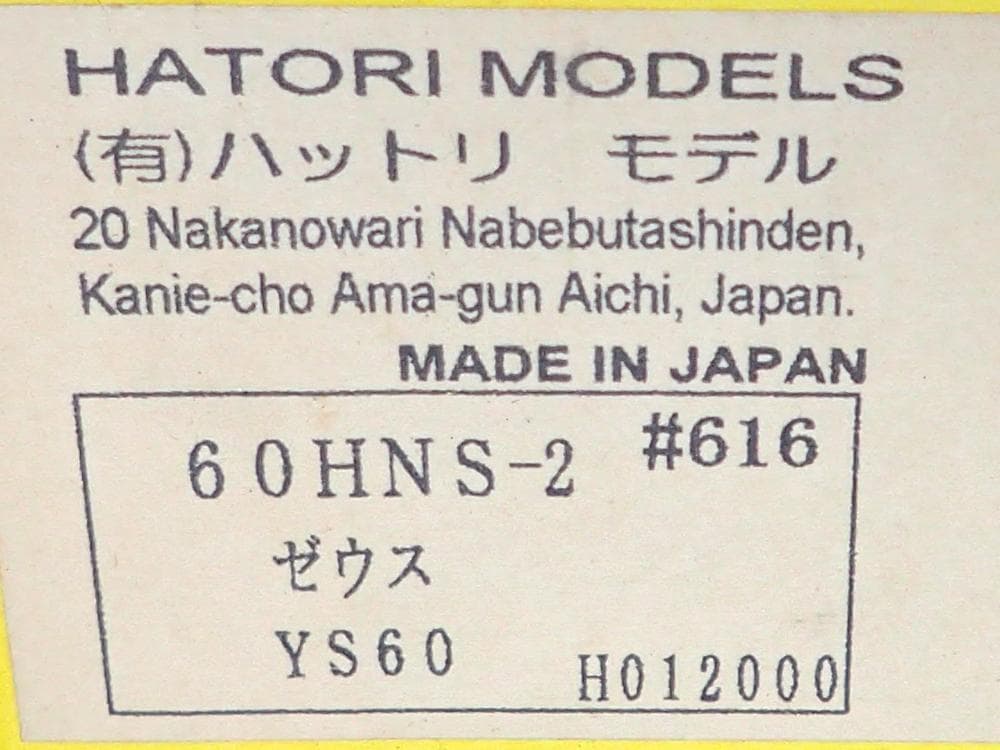 HATORI MODELS
(有)ハットリ モデル
20 Nakanowari Nabebutashinden,
Kanie-cho Ama-gun Aichi, Japan.
MADE IN JAPAN
60HNS-2 #616
ゼウス
YS60
H012000